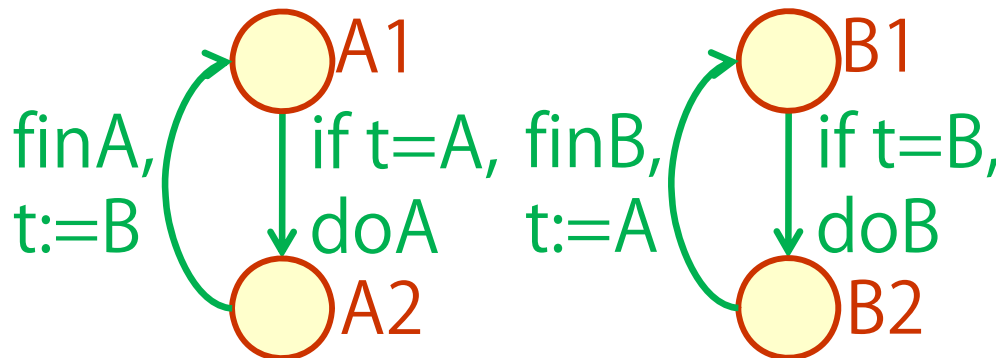 A1
finA,
t:=B
if t=A,
doA
A2
B1
finB,
t:=A
if t=B,
doB
B2